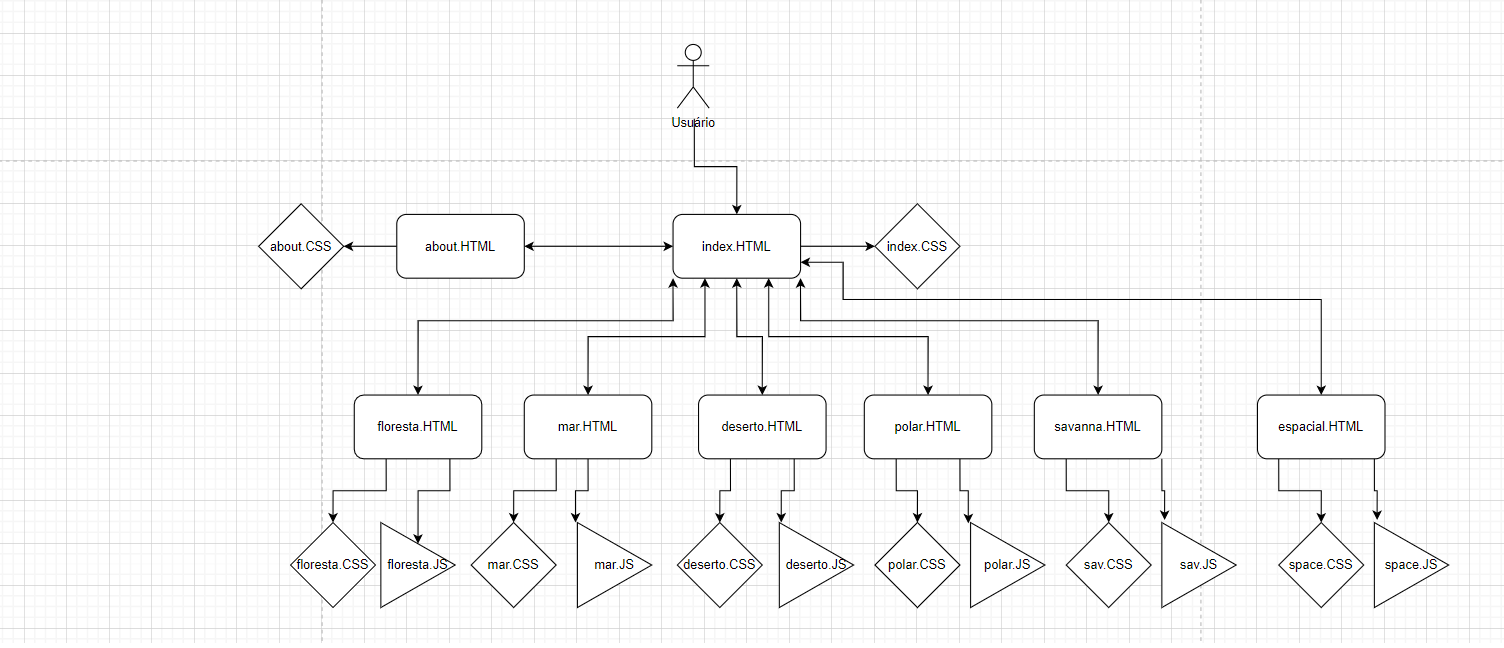 Usuário
about.CSS
about.HTML
index.HTML
index.CSS
floresta.HTML
mar.HTML
deserto.HTML
polar.HTML
savanna.HTML
espacial.HTML
floresta.CSS
floresta.JS
mar.CSS
mar.JS
deserto.CSS
deserto.JS
polar.CSS
polar.JS
sav.CSS
sav.JS
space.CSS
space.JS